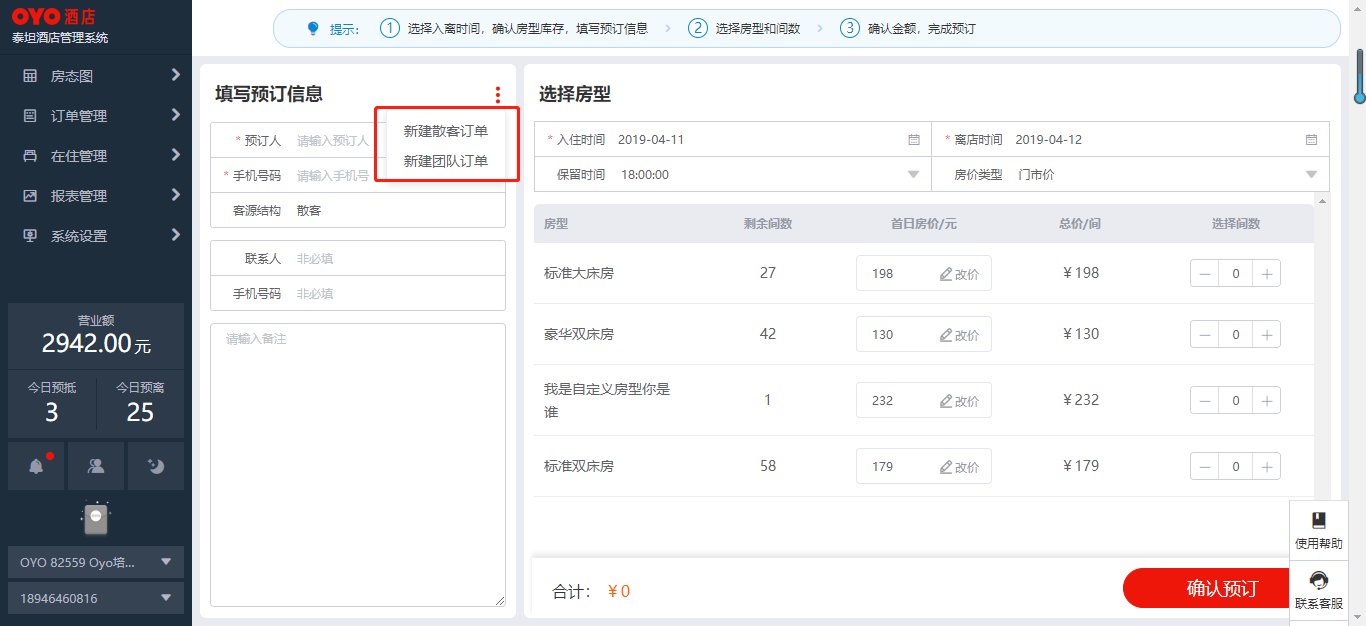 OYO 酒店
泰坦酒店管理系统
房态图
订单管理
在住管理
报表管理
系统设置
营业额
2942.00元
今日预抵
3
今日预离
25
OYO 82559 Oyo培...
18946460816
提示：
1 选择入离时间，确认房型库存，填写预订信息
2 选择房型和间数
3 确认金额，完成预订
填写预订信息
新建散客订单
新建团队订单
* 预订人 请输入预订人
* 手机号码 请输入手机号
客源结构 散客
联系人 非必填
手机号码 非必填
请输入备注
选择房型
* 入住时间 2019-04-11
* 离店时间 2019-04-12
保留时间 18:00:00
房价类型 门市价
房型 剩余间数 首日房价/元 总价/间 选择间数
标准大床房 27 198 改价 ¥198 0
豪华双床房 42 130 改价 ¥130 0
我是自定义房型你是
谁 1 232 改价 ¥232 0
标准双床房 58 179 改价 ¥179 0
合计： ¥0
确认预订
使用帮助
联系客服